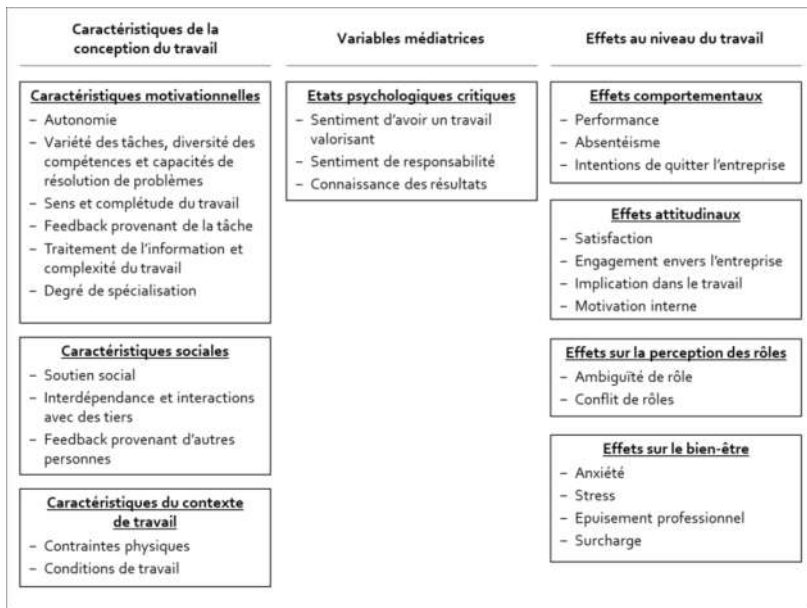 Caractéristiques de la
conception du travail
Caractéristiques motivationnelles
– Autonomie
– Variété des tâches, diversité des
compétences et capacités de
résolution de problèmes
– Sens et complétude du travail
– Feedback provenant de la tâche
– Traitement de l'information et
complexité du travail
– Degré de spécialisation
Caractéristiques sociales
– Soutien social
– Interdépendance et interactions
avec des tiers
– Feedback provenant d'autres
personnes
Caractéristiques du contexte
de travail
– Contraintes physiques
– Conditions de travail
Variables médiatrices
Etats psychologiques critiques
– Sentiment d'avoir un travail
valorisant
– Sentiment de responsabilité
– Connaissance des résultats
Effets au niveau du travail
Effets comportementaux
– Performance
– Absentéisme
– Intentions de quitter l'entreprise
Effets attitudinaux
– Satisfaction
– Engagement envers l'entreprise
– Implication dans le travail
– Motivation interne
Effets sur la perception des rôles
– Ambiguïté de rôle
– Conflit de rôles
Effets sur le bien-être
– Anxiété
– Stress
– Epuisement professionnel
– Surcharge